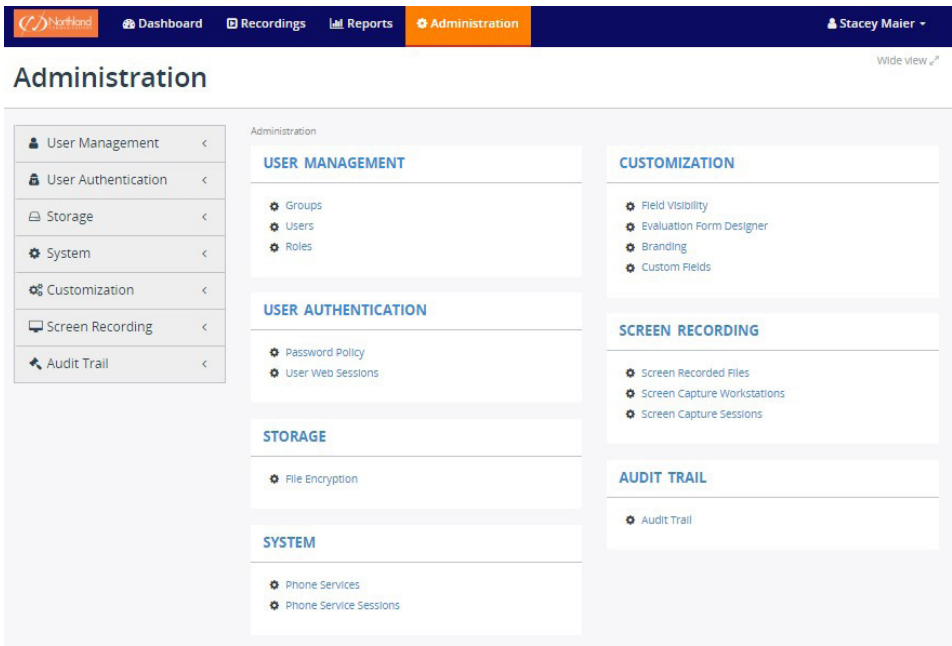 Northland
Dashboard
Recordings
Reports
Administration
Stacey Maier
Administration
Wide view
User Management
User Authentication
Storage
System
Customization
Screen Recording
Audit Trail
Administration
USER MANAGEMENT
Groups
Users
Roles
USER AUTHENTICATION
Password Policy
User Web Sessions
STORAGE
File Encryption
SYSTEM
Phone Services
Phone Service Sessions
CUSTOMIZATION
Field Visibility
Evaluation Form Designer
Branding
Custom Fields
SCREEN RECORDING
Screen Recorded Files
Screen Capture Workstations
Screen Capture Sessions
AUDIT TRAIL
Audit Trail